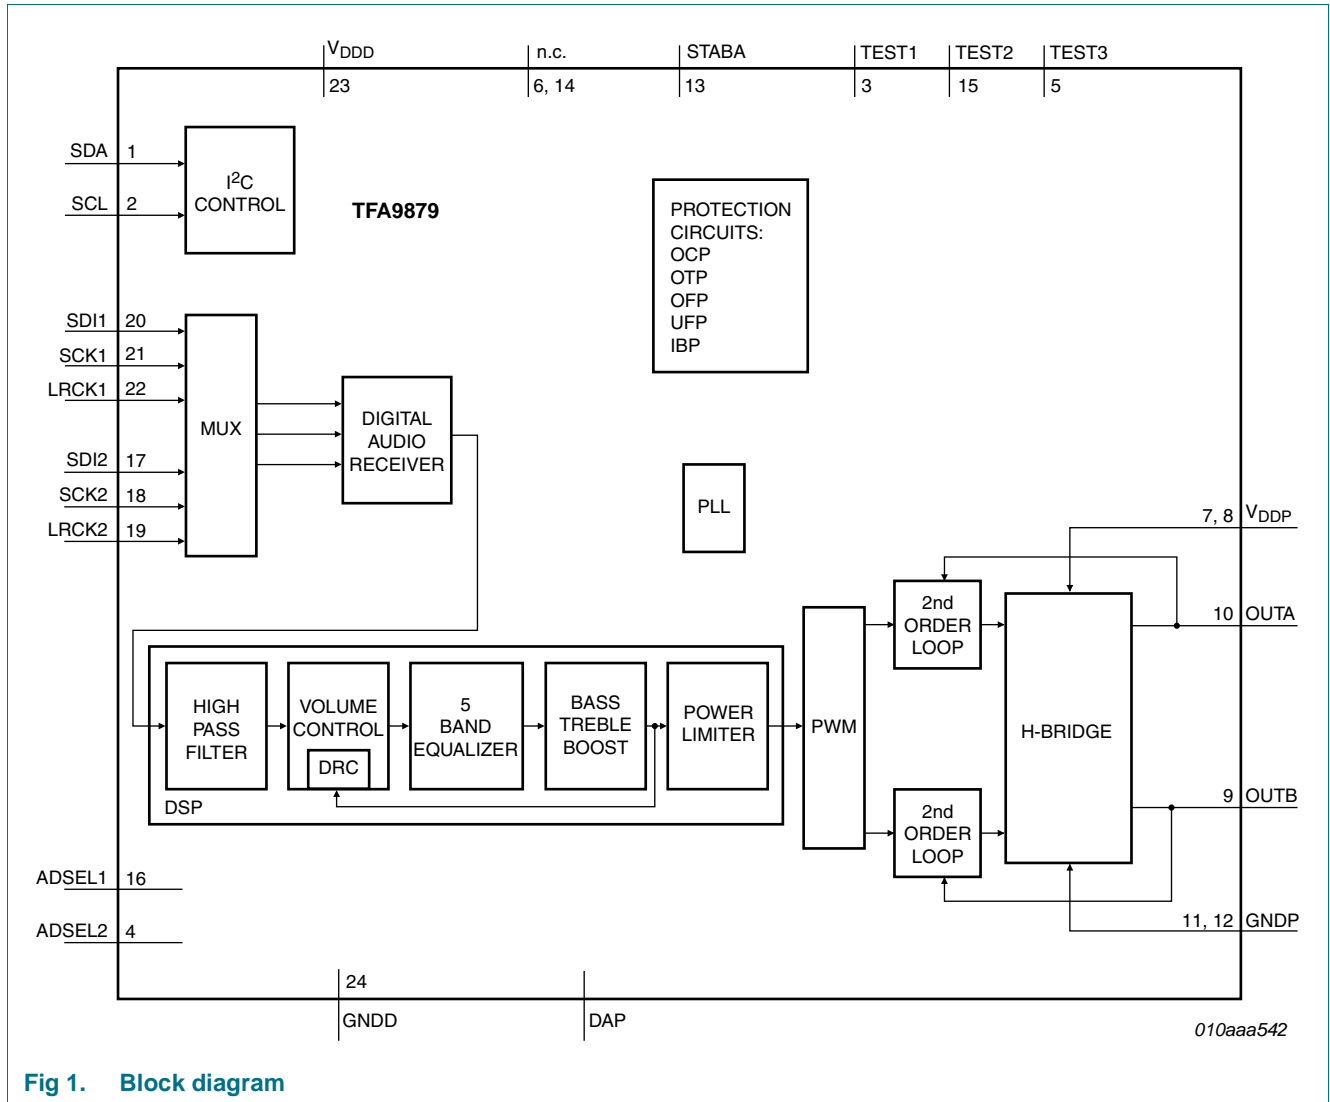 VDDD
n.c.
STABA
TEST1
TEST2
TEST3
23
6, 14
13
3
15
5
SDA
1
SCL
2
I²C
CONTROL
TFA9879
PROTECTION
CIRCUITS:
OCP
OTP
OFP
UFP
IBP
SDI1
20
SCK1
21
LRCK1
22
SDI2
17
SCK2
18
LRCK2
19
MUX
DIGITAL
AUDIO
RECEIVER
PLL
7, 8
VDDP
2nd
ORDER
LOOP
10
OUTA
HIGH
PASS
FILTER
VOLUME
CONTROL
DRC
5
BAND
EQUALIZER
BASS
TREBLE
BOOST
POWER
LIMITER
DSP
PWM
H-BRIDGE
9
OUTB
2nd
ORDER
LOOP
ADSEL1
16
ADSEL2
4
11, 12
GNDP
24
GNDD
DAP
010aaa542
Fig 1. Block diagram